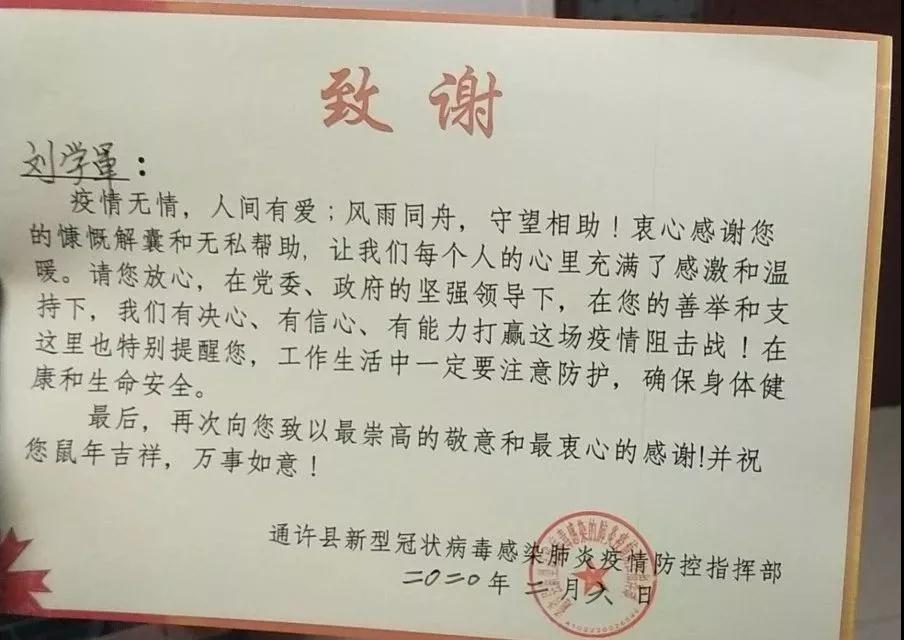 致谢
刘学军：
疫情无情，人间有爱；风雨同舟，守望相助！衷心感谢您
的慷慨解囊和无私帮助，让我们每个人的心里充满了感激和温
暖。请您放心，在党委、政府的坚强领导下，在您的善举和支
持下，我们有决心、有信心、有能力打赢这场疫情阻击战！在
这里也特别提醒您，工作生活中一定要注意防护，确保身体健
康和生命安全。
最后，再次向您致以最崇高的敬意和最衷心的感谢！并祝
您鼠年吉祥，万事如意！
通许县新型冠状病毒感染肺炎疫情防控指挥部
二〇二〇年二月六日